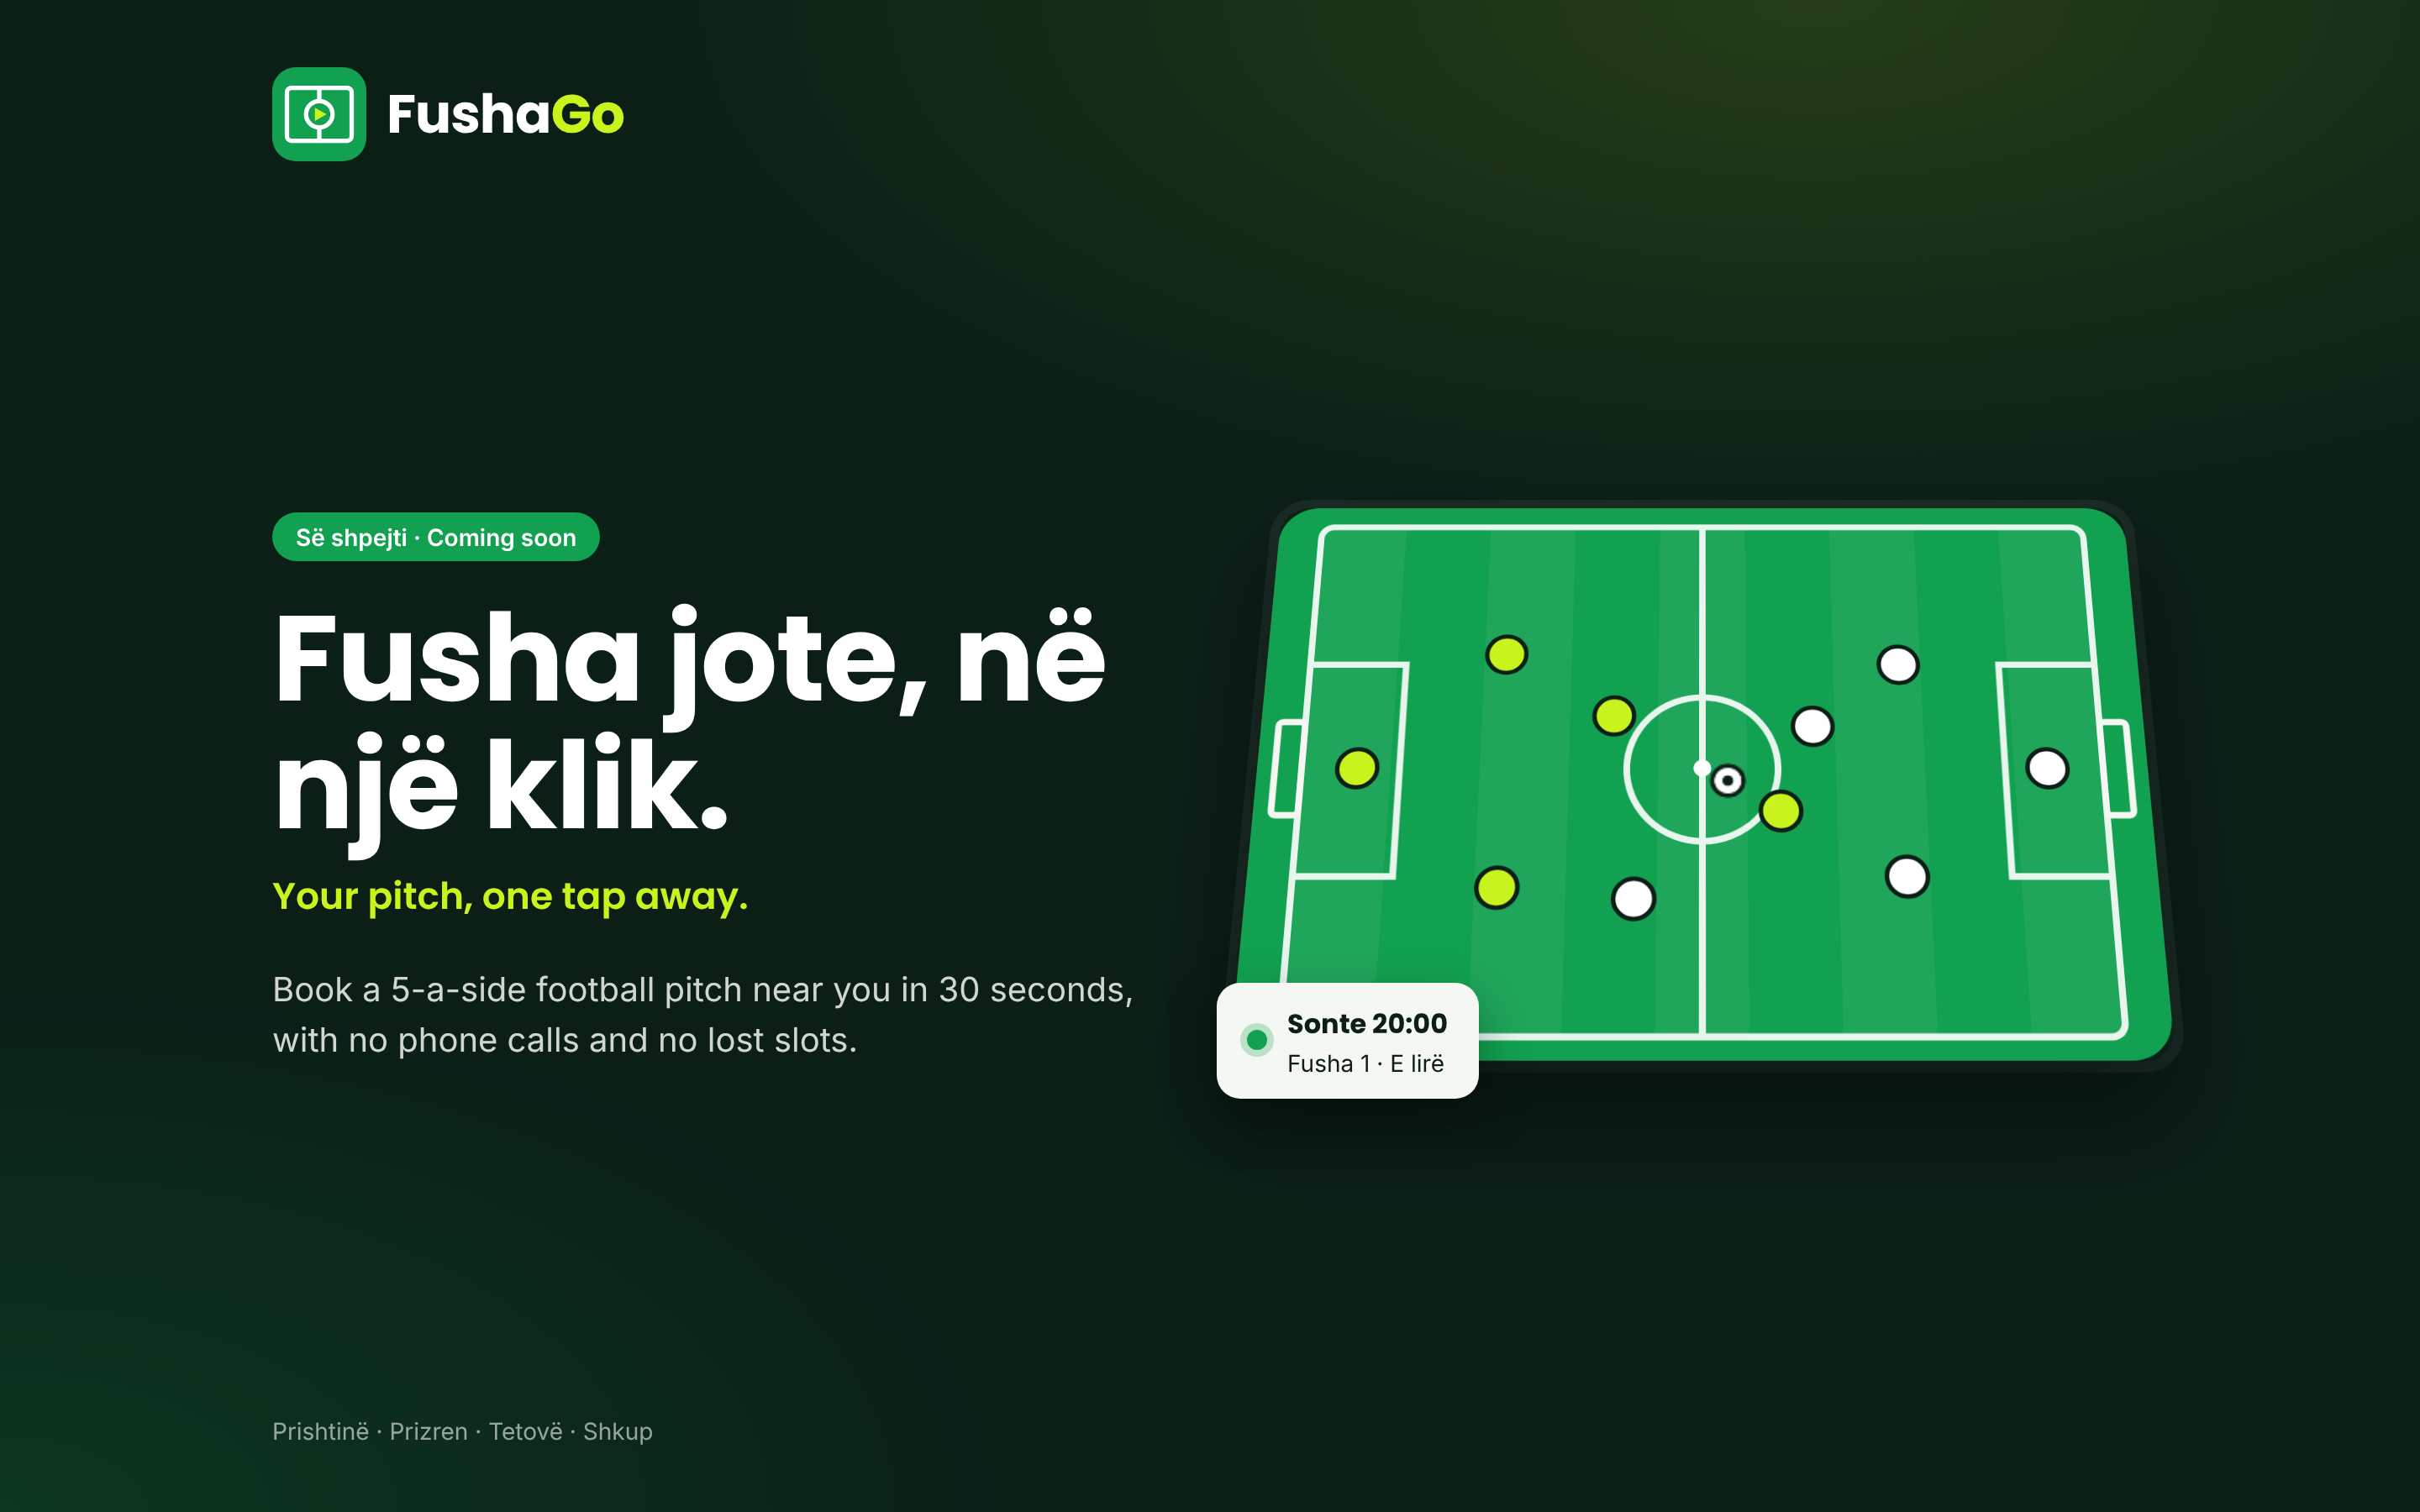 FushaGo
Së shpejti · Coming soon
Fusha jote, në
një klik.
Your pitch, one tap away.
Book a 5-a-side football pitch near you in 30 seconds,
with no phone calls and no lost slots.
Sonte 20:00
Fusha 1 · E lirë
Prishtinë · Prizren · Tetovë · Shkup